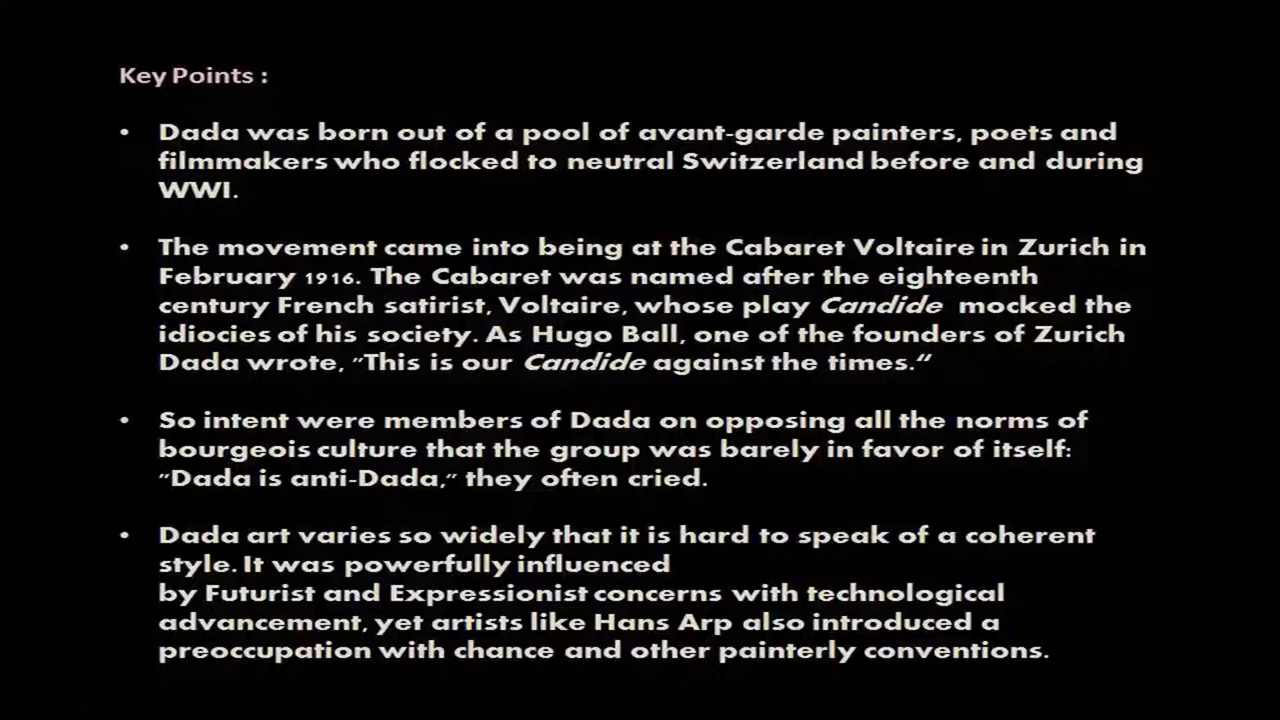 Key Points :
• Dada was born out of a pool of avant-garde painters, poets and
filmmakers who flocked to neutral Switzerland before and during
WWI.
• The movement came into being at the Cabaret Voltaire in Zurich in
February 1916. The Cabaret was named after the eighteenth
century French satirist, Voltaire, whose play Candide mocked the
idiocies of his society. As Hugo Ball, one of the founders of Zurich
Dada wrote, "This is our Candide against the times.“
• So intent were members of Dada on opposing all the norms of
bourgeois culture that the group was barely in favor of itself:
"Dada is anti-Dada," they often cried.
• Dada art varies so widely that it is hard to speak of a coherent
style. It was powerfully influenced
by Futurist and Expressionist concerns with technological
advancement, yet artists like Hans Arp also introduced a
preoccupation with chance and other painterly conventions.